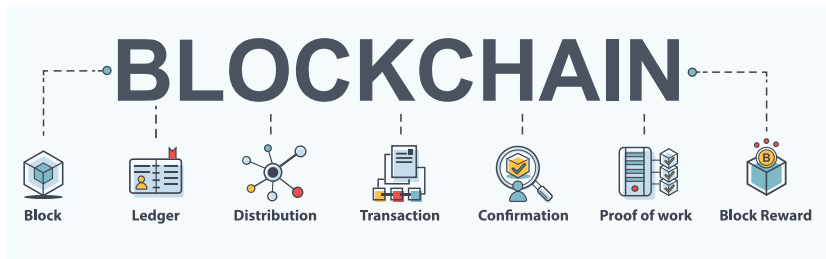 BLOCKCHAIN
Block
Ledger
Distribution
Transaction
Confirmation
Proof of work
Block Reward
B